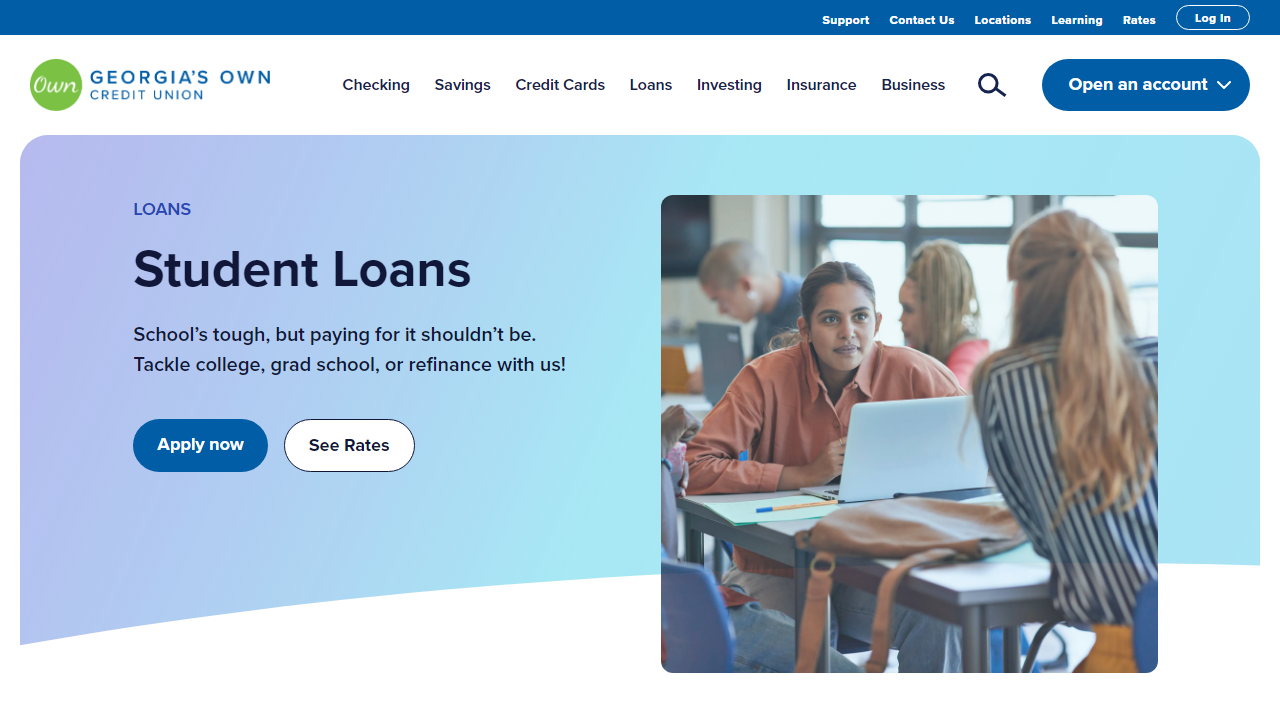 Support Contact Us Locations Learning Rates Log In
Own GEORGIA'S OWN
CREDIT UNION
Checking Savings Credit Cards Loans Investing Insurance Business Open an account
LOANS
Student Loans
School’s tough, but paying for it shouldn’t be.
Tackle college, grad school, or refinance with us!
Apply now See Rates